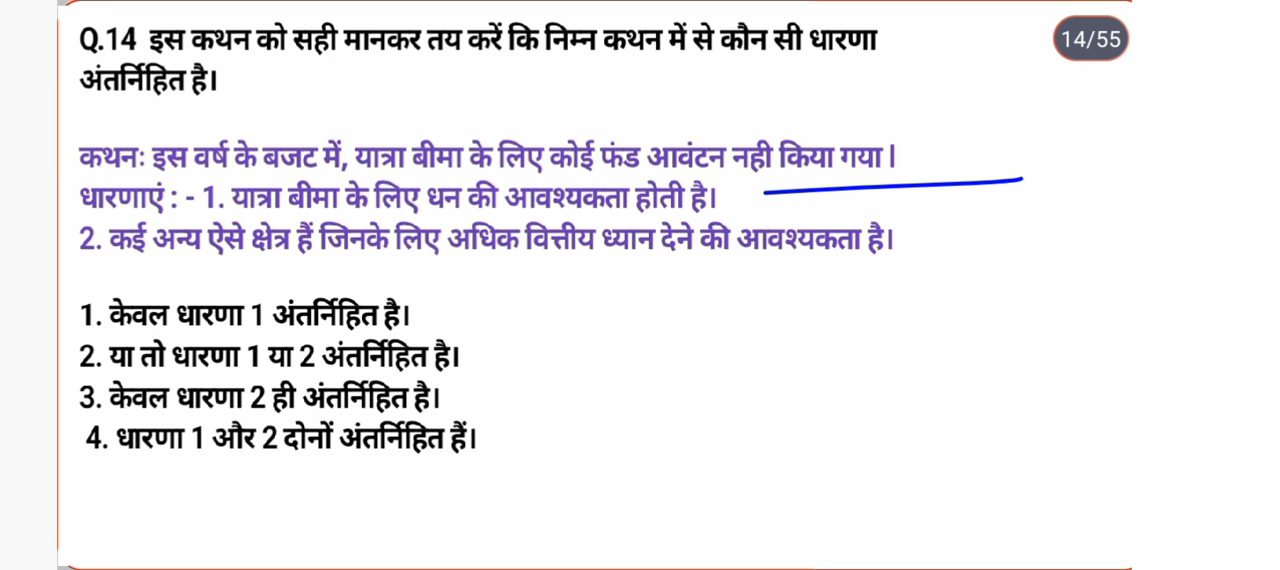 Q.14 इस कथन को सही मानकर तय करें कि निम्न कथन में से कौन सी धारणा
अंतर्निहित है।
14/55
कथनः इस वर्ष के बजट में, यात्रा बीमा के लिए कोई फंड आवंटन नही किया गया।
धारणाएं : - 1. यात्रा बीमा के लिए धन की आवश्यकता होती है।
2. कई अन्य ऐसे क्षेत्र हैं जिनके लिए अधिक वित्तीय ध्यान देने की आवश्यकता है।
1. केवल धारणा 1 अंतर्निहित है।
2. या तो धारणा 1 या 2 अंतर्निहित है।
3. केवल धारणा 2 ही अंतर्निहित है।
4. धारणा 1 और 2 दोनों अंतर्निहित हैं।